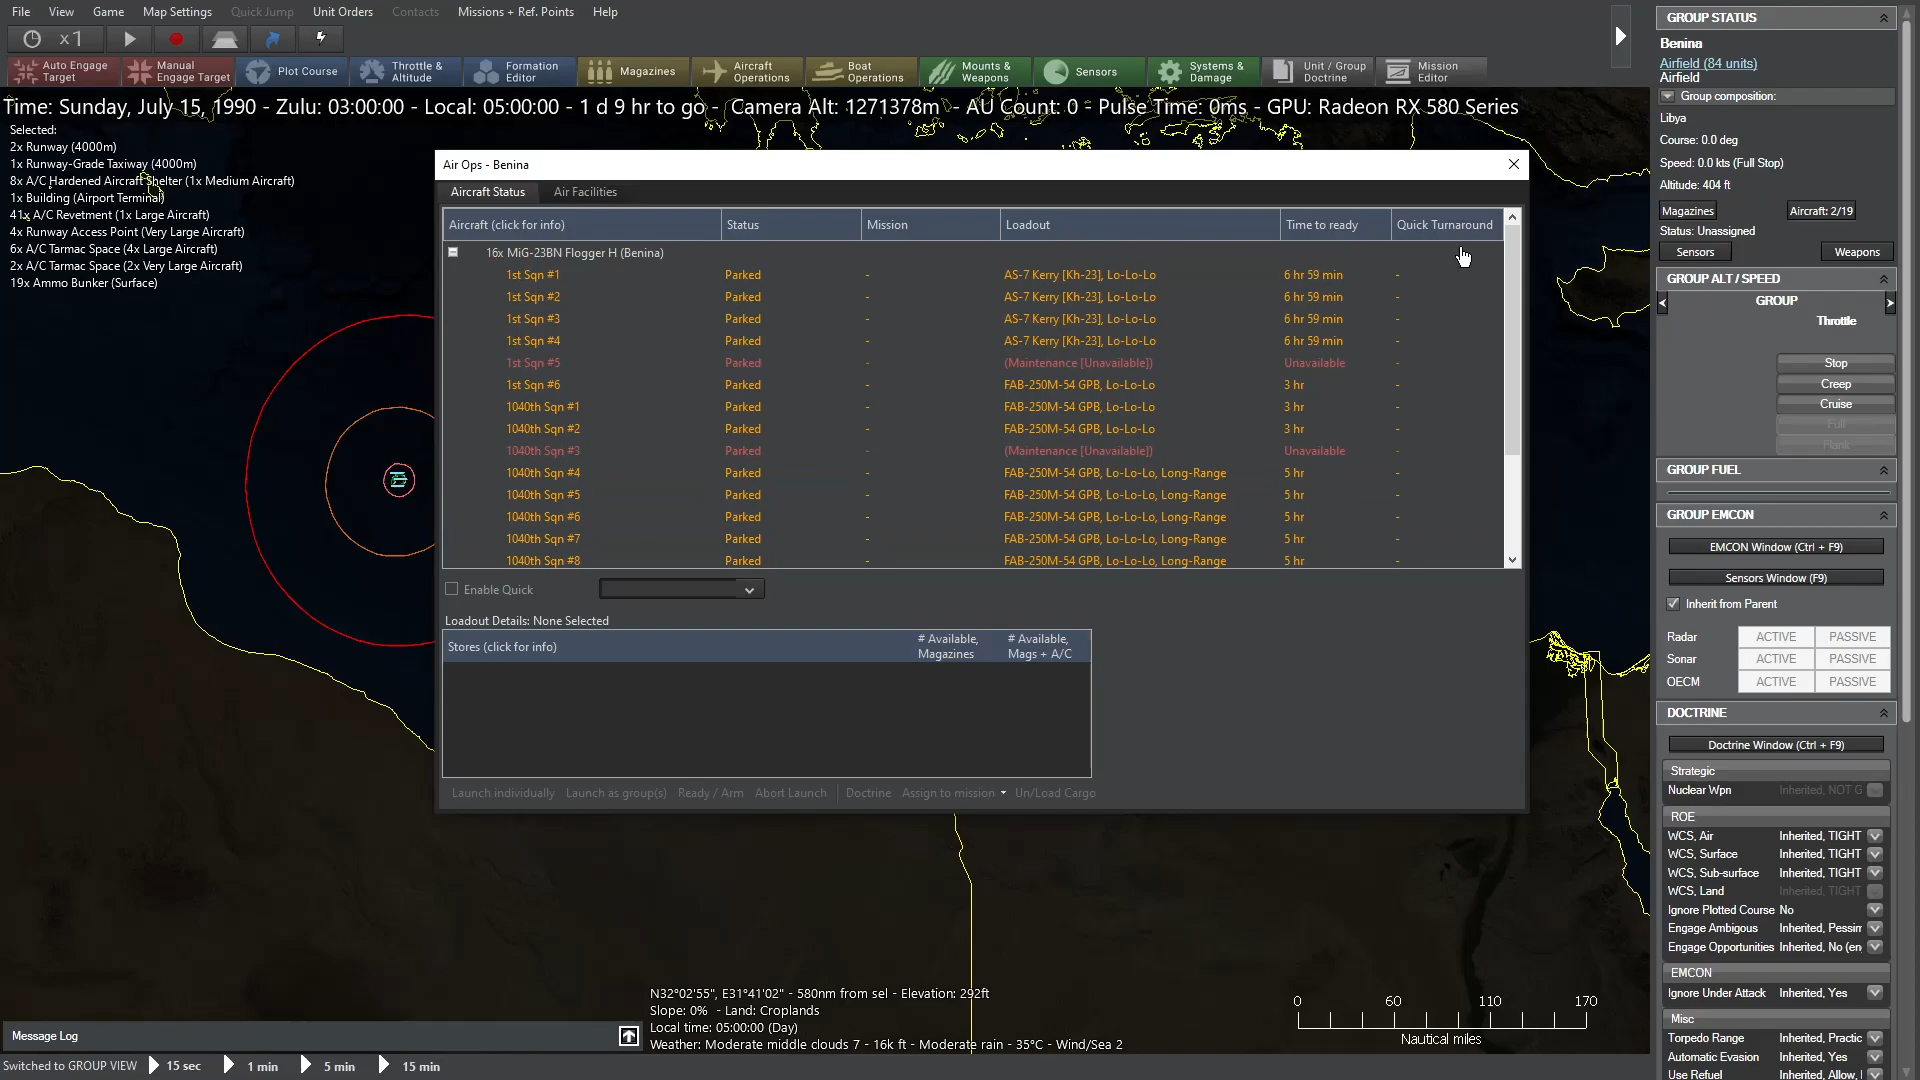 File View Game Map Settings Quick Jump Unit Orders Contacts Missions + Ref. Points Help
x1
Auto Engage Target
Manual Engage Target
Plot Course
Throttle & Altitude
Formation Editor
Magazines
Aircraft Operations
Boat Operations
Mounts & Weapons
Sensors
Systems & Damage
Unit / Group Doctrine
Mission Editor
Time: Sunday, July 15, 1990 - Zulu: 03:00:00 - Local: 05:00:00 - 1 d 9 hr to go - Camera Alt: 1271378m - AU Count: 0 - Pulse Time: 0ms - GPU: Radeon RX 580 Series
Selected:
2x Runway (4000m)
1x Runway-Grade Taxiway (4000m)
8x A/C Hardened Aircraft Shelter (1x Medium Aircraft)
1x Building (Airport Terminal)
41x A/C Revetment (1x Large Aircraft)
4x Runway Access Point (Very Large Aircraft)
6x A/C Tarmac Space (4x Large Aircraft)
2x A/C Tarmac Space (2x Very Large Aircraft)
19x Ammo Bunker (Surface)
Air Ops - Benina
Aircraft Status Air Facilities
Aircraft (click for info) Status Mission Loadout Time to ready Quick Turnaround
16x MiG-23BN Flogger H (Benina)
1st Sqn #1 Parked - AS-7 Kerry [Kh-23], Lo-Lo-Lo 6 hr 59 min -
1st Sqn #2 Parked - AS-7 Kerry [Kh-23], Lo-Lo-Lo 6 hr 59 min -
1st Sqn #3 Parked - AS-7 Kerry [Kh-23], Lo-Lo-Lo 6 hr 59 min -
1st Sqn #4 Parked - AS-7 Kerry [Kh-23], Lo-Lo-Lo 6 hr 59 min -
1st Sqn #5 Parked - (Maintenance [Unavailable]) Unavailable -
1st Sqn #6 Parked - FAB-250M-54 GPB, Lo-Lo-Lo 3 hr -
1040th Sqn #1 Parked - FAB-250M-54 GPB, Lo-Lo-Lo 3 hr -
1040th Sqn #2 Parked - FAB-250M-54 GPB, Lo-Lo-Lo 3 hr -
1040th Sqn #3 Parked - (Maintenance [Unavailable]) Unavailable -
1040th Sqn #4 Parked - FAB-250M-54 GPB, Lo-Lo-Lo, Long-Range 5 hr -
1040th Sqn #5 Parked - FAB-250M-54 GPB, Lo-Lo-Lo, Long-Range 5 hr -
1040th Sqn #6 Parked - FAB-250M-54 GPB, Lo-Lo-Lo, Long-Range 5 hr -
1040th Sqn #7 Parked - FAB-250M-54 GPB, Lo-Lo-Lo, Long-Range 5 hr -
1040th Sqn #8 Parked - FAB-250M-54 GPB, Lo-Lo-Lo, Long-Range 5 hr -
Enable Quick
Loadout Details: None Selected
Stores (click for info) # Available, Magazines # Available, Mags + A/C
Launch individually Launch as group(s) Ready / Arm Abort Launch Doctrine Assign to mission Un/Load Cargo
N32°02'55", E31°41'02" - 580nm from sel - Elevation: 292ft
Slope: 0% - Land: Croplands
Local time: 05:00:00 (Day)
Weather: Moderate middle clouds 7 - 16k ft - Moderate rain - 35°C - Wind/Sea 2
0 60 110 170
Nautical miles
Message Log
Switched to GROUP VIEW 15 sec 1 min 5 min 15 min
GROUP STATUS
Benina
Airfield (84 units)
Airfield
Group composition:
Libya
Course: 0.0 deg
Speed: 0.0 kts (Full Stop)
Altitude: 404 ft
Magazines Aircraft: 2/19
Status: Unassigned
Sensors Weapons
GROUP ALT / SPEED
GROUP
Throttle
Stop
Creep
Cruise
Full
Flank
GROUP FUEL
GROUP EMCON
EMCON Window (Ctrl + F9)
Sensors Window (F9)
Inherit from Parent
Radar ACTIVE PASSIVE
Sonar ACTIVE PASSIVE
OECM ACTIVE PASSIVE
DOCTRINE
Doctrine Window (Ctrl + F9)
Strategic
Nuclear Wpn Inherited, NOT G
ROE
WCS, Air Inherited, TIGHT
WCS, Surface Inherited, TIGHT
WCS, Sub-surface Inherited, TIGHT
WCS, Land Inherited, TIGHT
Ignore Plotted Course No
Engage Ambigous Inherited, Pessim
Engage Opportunities Inherited, No (en
EMCON
Ignore Under Attack Inherited, Yes
Misc
Torpedo Range Inherited, Practic
Automatic Evasion Inherited, Yes
Use Refuel Inherited, Allow,